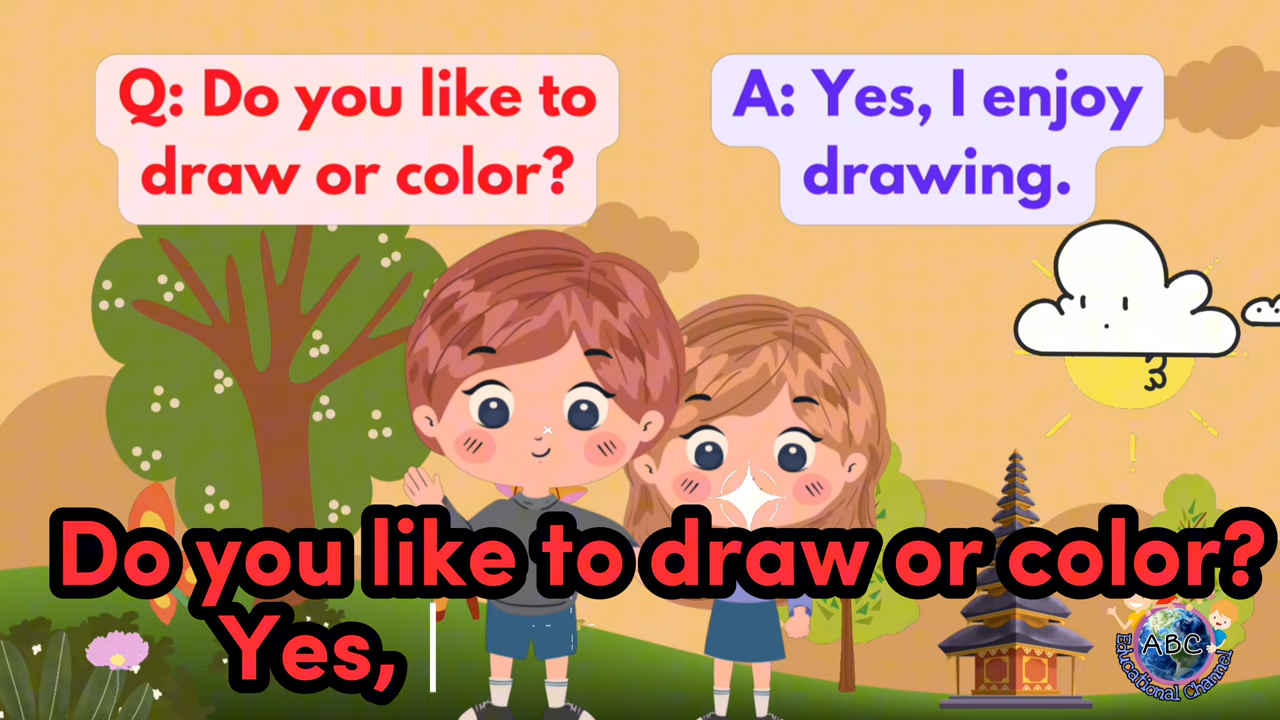 Q: Do you like to
draw or color?
A: Yes, I enjoy
drawing.
Do you like to draw or color?
Yes,
ABC
Educational Channel